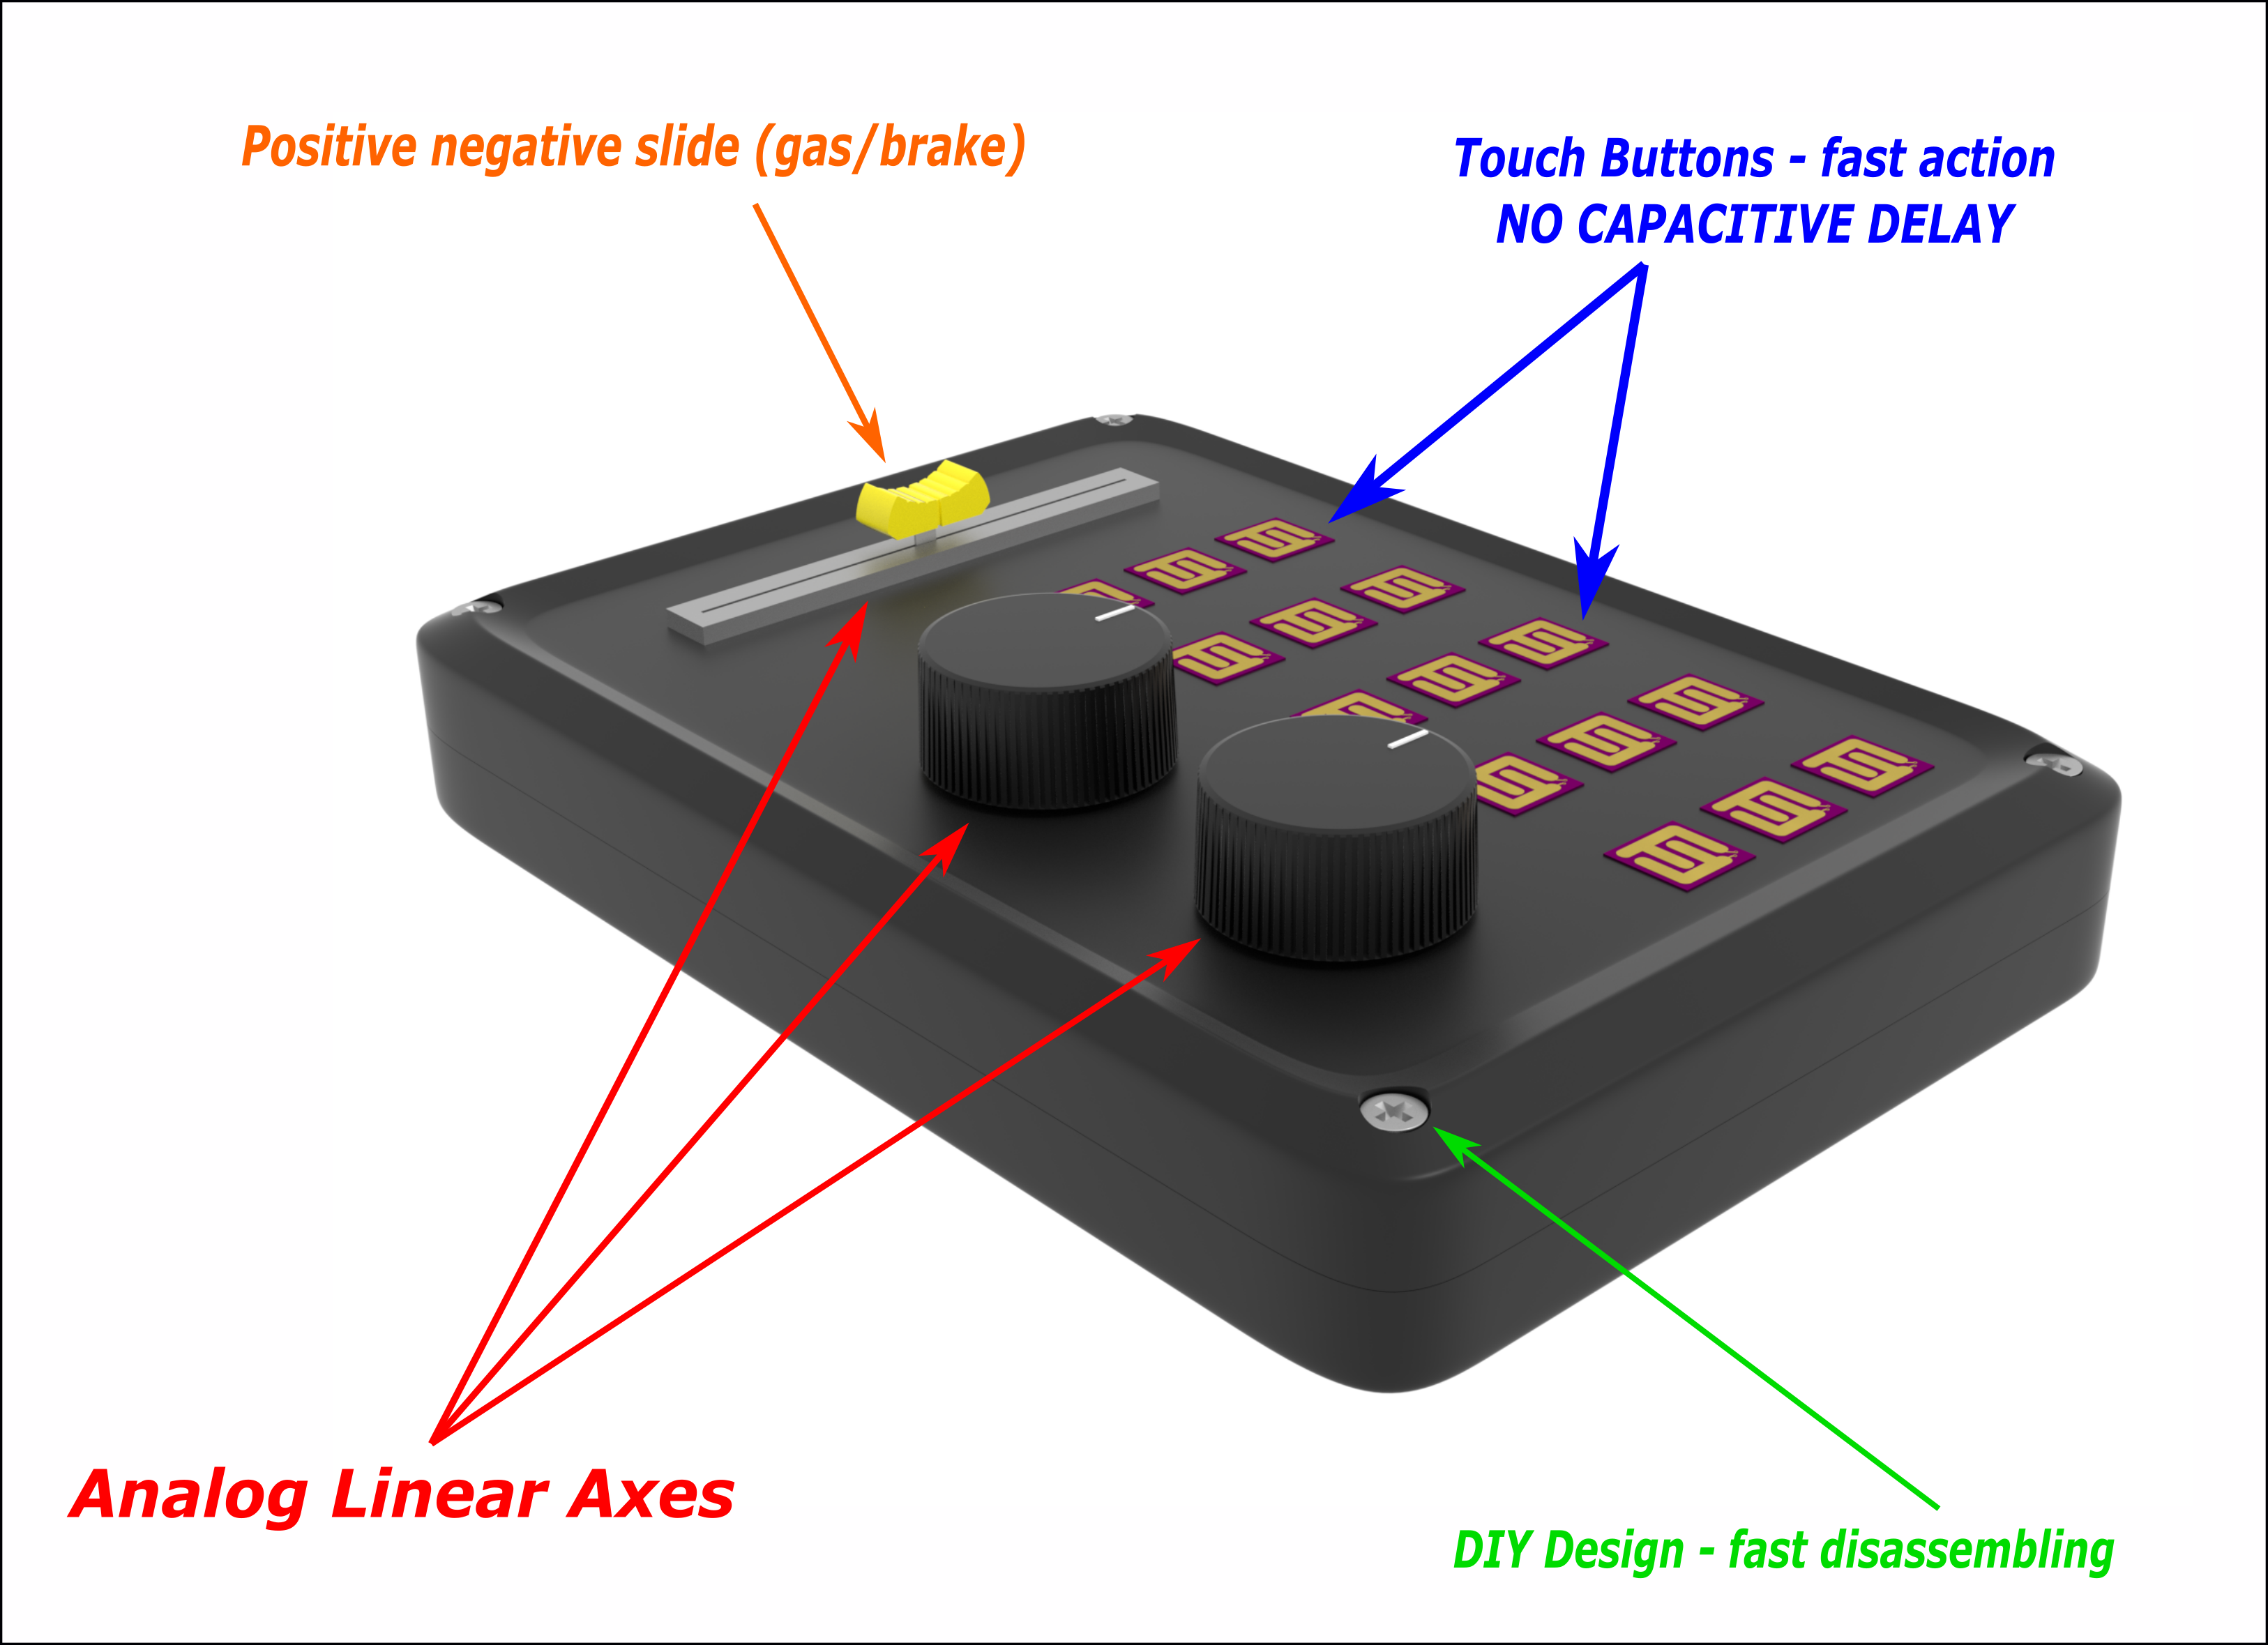 Positive negative slide (gas/brake)
Touch Buttons - fast action
NO CAPACITIVE DELAY
Analog Linear Axes
DIY Design - fast disassembling